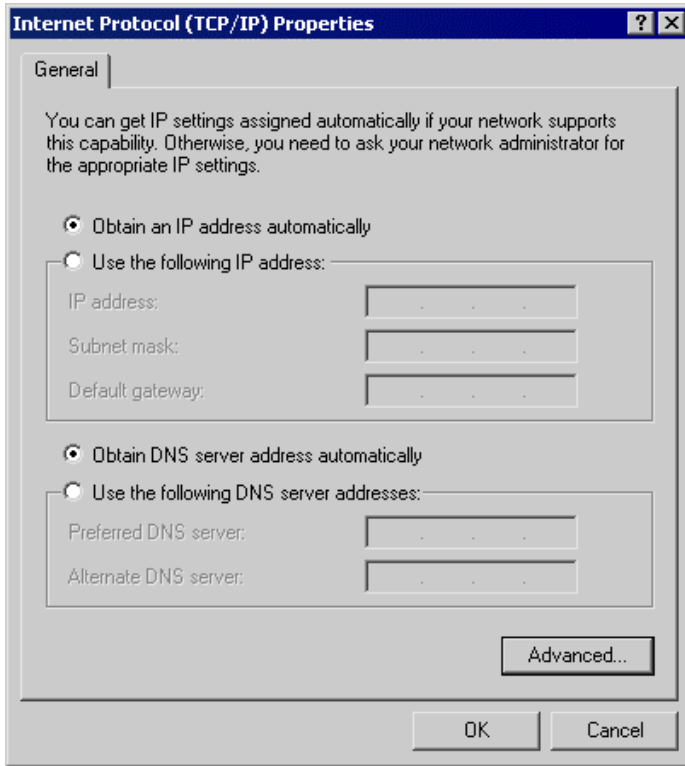 Internet Protocol (TCP/IP) Properties
General
You can get IP settings assigned automatically if your network supports
this capability. Otherwise, you need to ask your network administrator for
the appropriate IP settings.
Obtain an IP address automatically
Use the following IP address:
IP address:
Subnet mask:
Default gateway:
Obtain DNS server address automatically
Use the following DNS server addresses:
Preferred DNS server:
Alternate DNS server:
Advanced...
OK Cancel